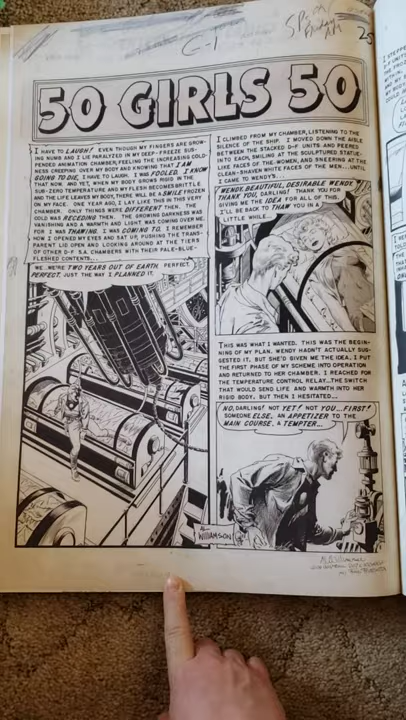 C-1
50 GIRLS 50
I HAVE TO LAUGH! EVEN THOUGH MY FINGERS ARE GROW-
ING NUMB AND I LIE PARALYZED IN MY DEEP-FREEZE SUS-
PENDED ANIMATION CHAMBER, FEELING THE INCREASING COLD-
NESS CREEPING OVER MY BODY AND KNOWING THAT I AM
GOING TO DIE, I HAVE TO LAUGH. I WAS FOOLED. I KNOW
THAT NOW. AND YET, WHEN MY BODY GROWS RIGID IN THE
SUB-ZERO TEMPERATURE AND MY FLESH BECOMES BRITTLE
AND THE LIFE LEAVES MY BODY, THERE WILL BE A SMILE FROZEN
ON MY FACE. ONE YEAR AGO, I LAY LIKE THIS IN THIS VERY
CHAMBER. ONLY THINGS WERE DIFFERENT THEN. THE
COLD WAS RECEDING THEN. THE GROWING DARKNESS WAS
VANISHING AND A WARMTH AND LIGHT WAS COMING OVER ME.
FOR I WAS THAWING. I WAS COMING TO. I REMEMBER
HOW I OPENED MY EYES AND SAT UP, PUSHING THE TRANS-
PARENT LID OPEN AND LOOKING AROUND AT THE TIERS
OF OTHER D-F S.A. CHAMBERS WITH THEIR PALE-BLUE-
FLESHED CONTENTS...
WE...WE'RE TWO YEARS OUT OF EARTH. PERFECT.
PERFECT. JUST THE WAY I PLANNED IT.
I CLIMBED FROM MY CHAMBER, LISTENING TO THE
SILENCE OF THE SHIP. I MOVED DOWN THE AISLE
BETWEEN THE STACKED D-F UNITS AND PEERED
INTO EACH, SMILING AT THE SCULPTURED STATUE-
LIKE FACES OF THE WOMEN, AND SNEERING AT THE
CLEAN-SHAVEN WHITE FACES OF THE MEN...UNTIL
I CAME TO WENDY'S...
WENDY. BEAUTIFUL, DESIRABLE WENDY.
THANK YOU, DARLING! THANK YOU FOR
GIVING ME THE IDEA FOR ALL OF THIS.
I'LL BE BACK TO THAW YOU IN A
LITTLE WHILE...
THIS WAS WHAT I WANTED. THIS WAS THE BEGIN-
NING OF MY PLAN. WENDY HADN'T ACTUALLY SUG-
GESTED IT, BUT SHE'D GIVEN ME THE IDEA. I PUT
THE FIRST PHASE OF MY SCHEME INTO OPERATION
AND RETURNED TO HER CHAMBER. I REACHED FOR
THE TEMPERATURE CONTROL RELAY...THE SWITCH
THAT WOULD SEND LIFE AND WARMTH INTO HER
RIGID BODY. BUT THEN I HESITATED...
NO, DARLING! NOT YET! NOT YOU...FIRST!
SOMEONE ELSE. AN APPETIZER TO THE
MAIN COURSE. A TEMPTER...
AL
WILLIAMSON